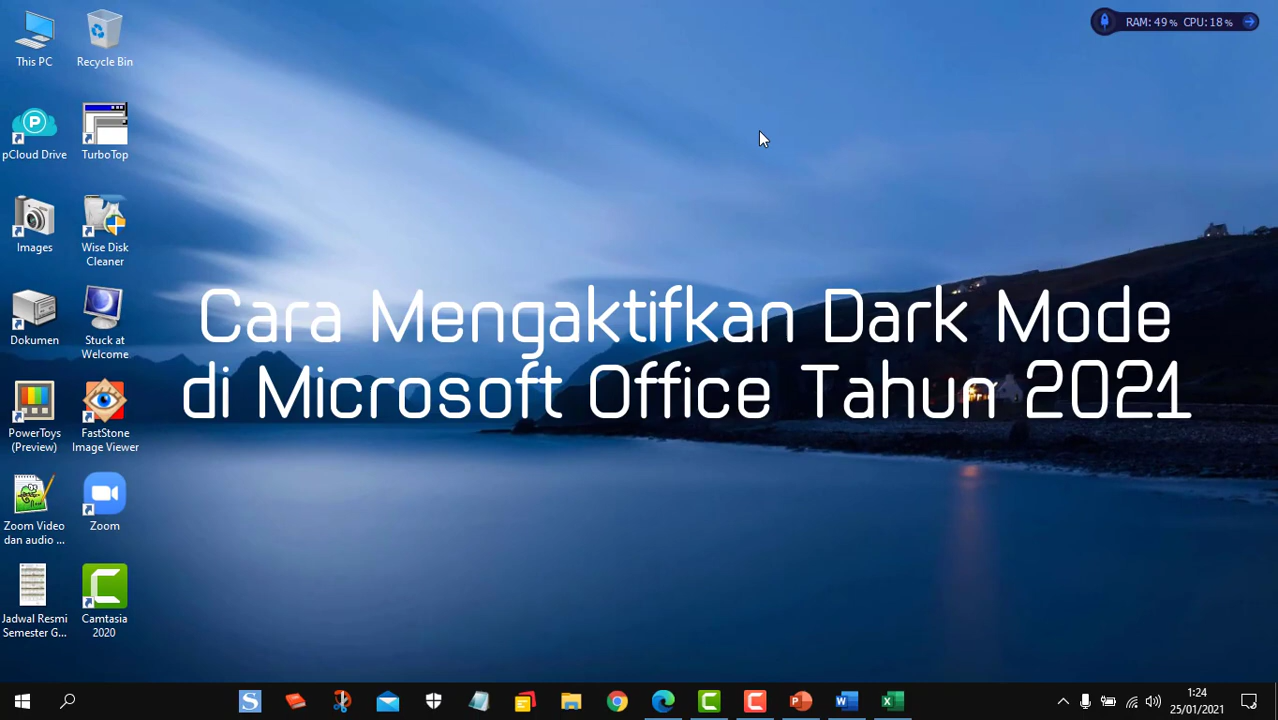 RAM: 49 % CPU: 18 %
This PC
Recycle Bin
pCloud Drive
TurboTop
Images
Wise Disk
Cleaner
Dokumen
Stuck at
Welcome
PowerToys
(Preview)
FastStone
Image Viewer
Zoom Video
dan audio ...
Zoom
Jadwal Resmi
Semester G...
Camtasia
2020
Cara Mengaktifkan Dark Mode
di Microsoft Office Tahun 2021
1:24
25/01/2021